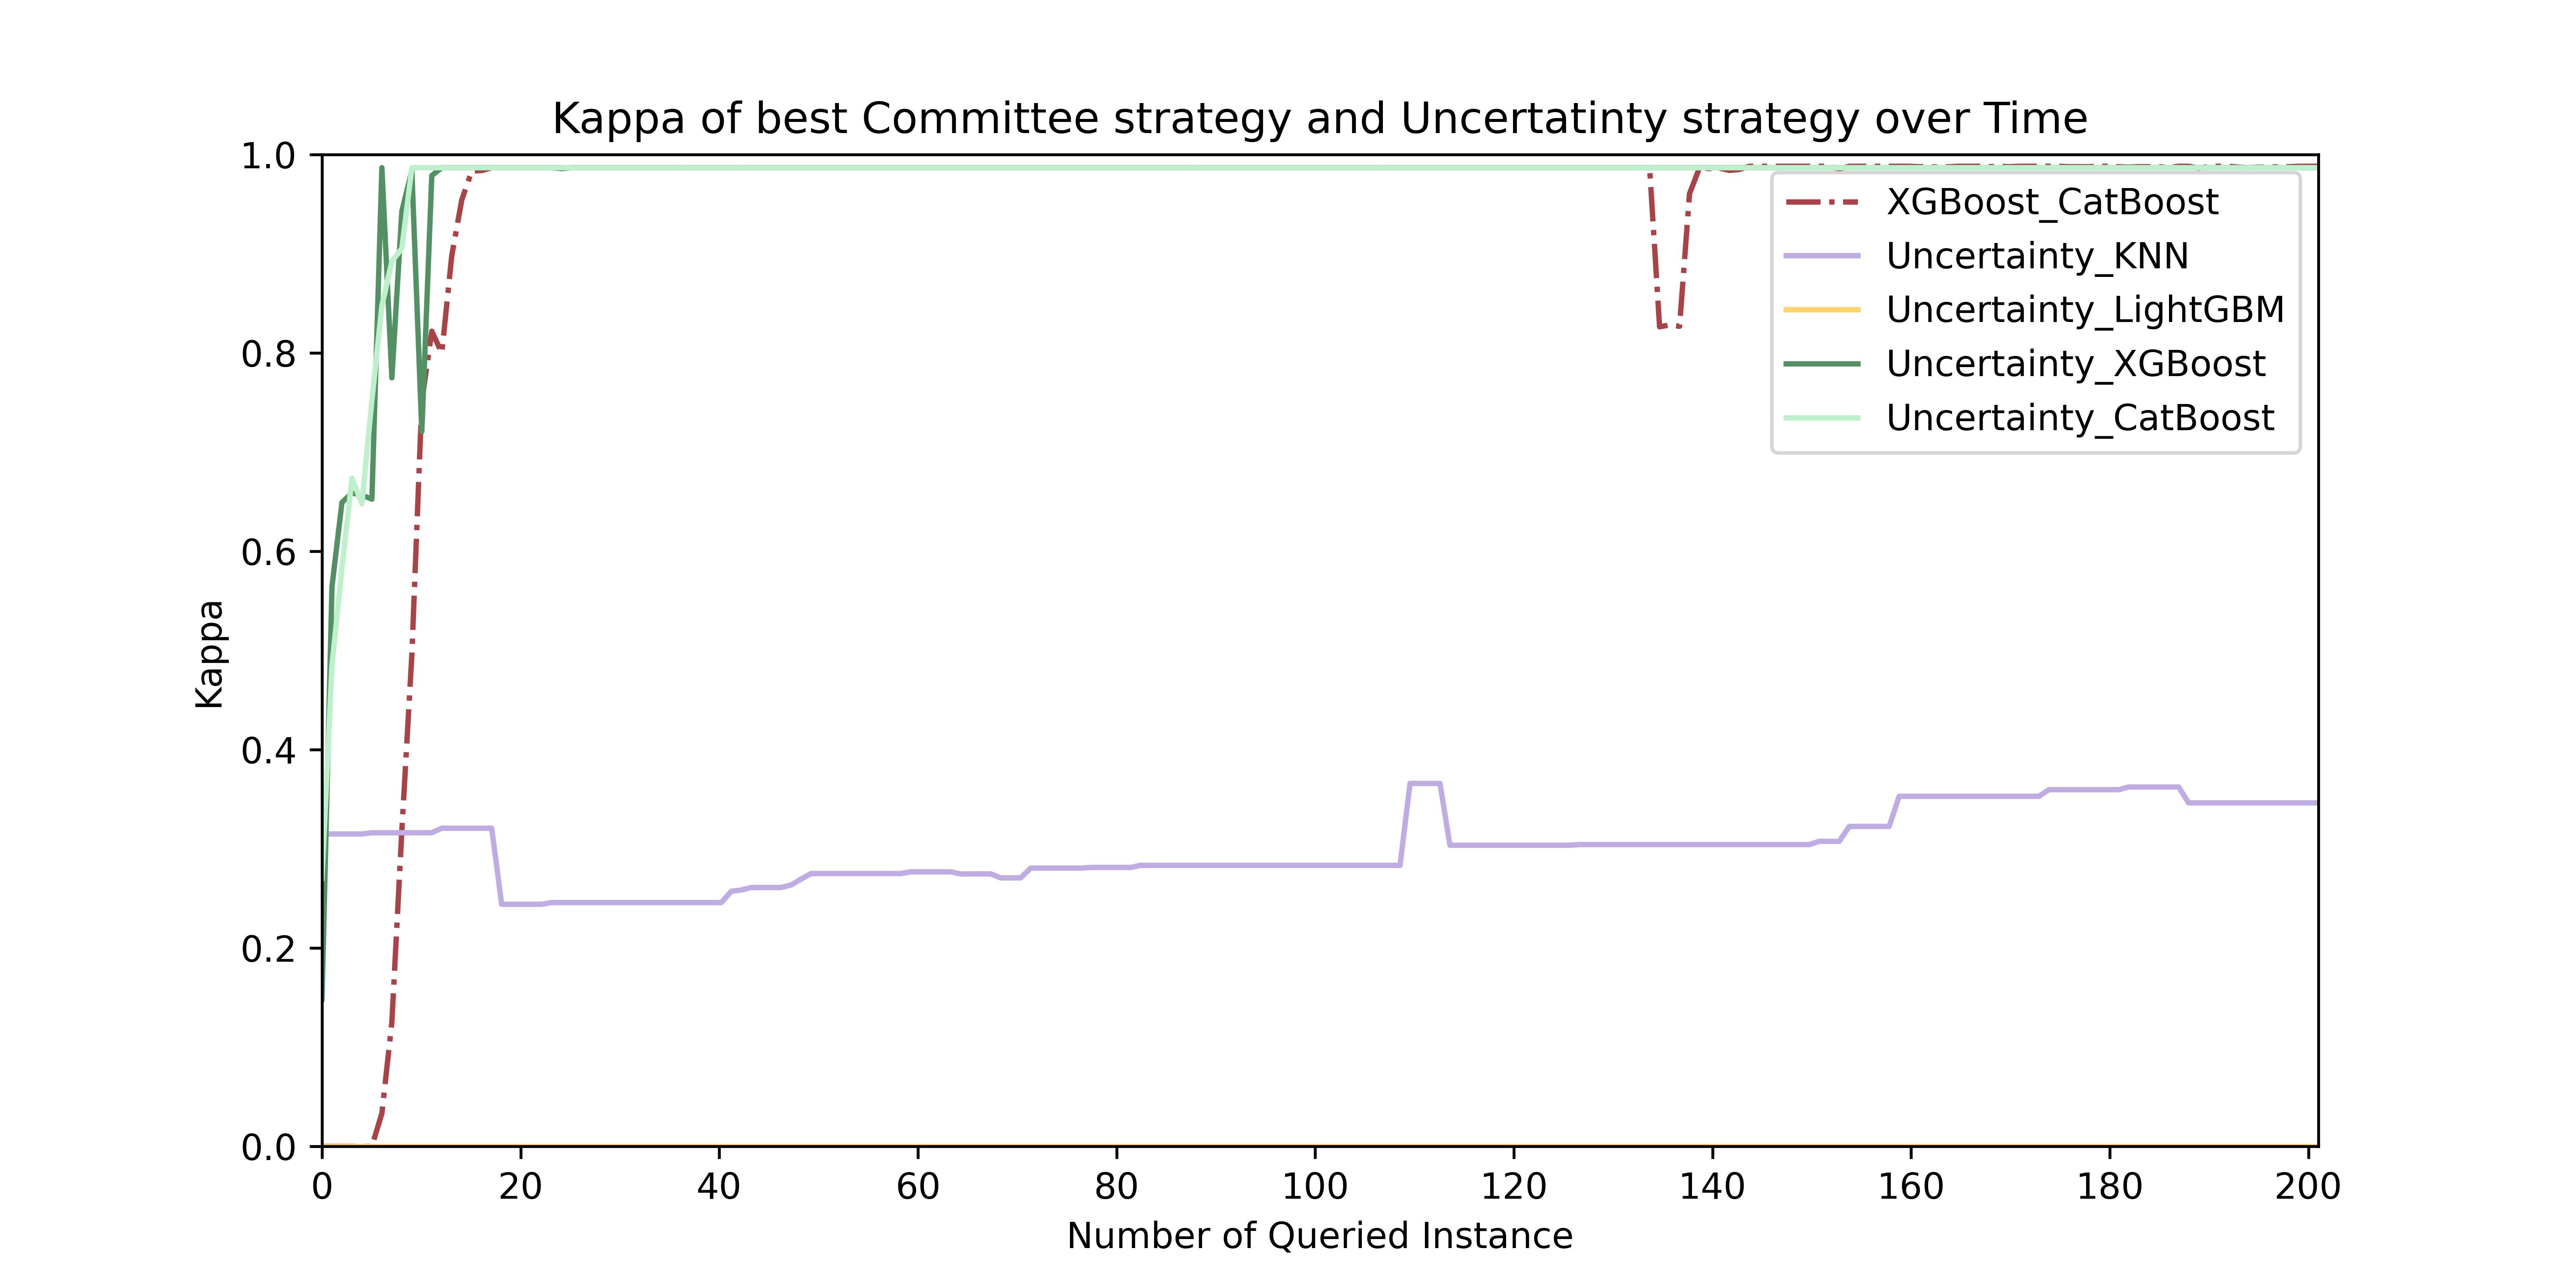 Kappa of best Committee strategy and Uncertatinty strategy over Time
1.0
0.8
0.6
0.4
0.2
0.0
Kappa
XGBoost_CatBoost
Uncertainty_KNN
Uncertainty_LightGBM
Uncertainty_XGBoost
Uncertainty_CatBoost
0 20 40 60 80 100 120 140 160 180 200
Number of Queried Instance